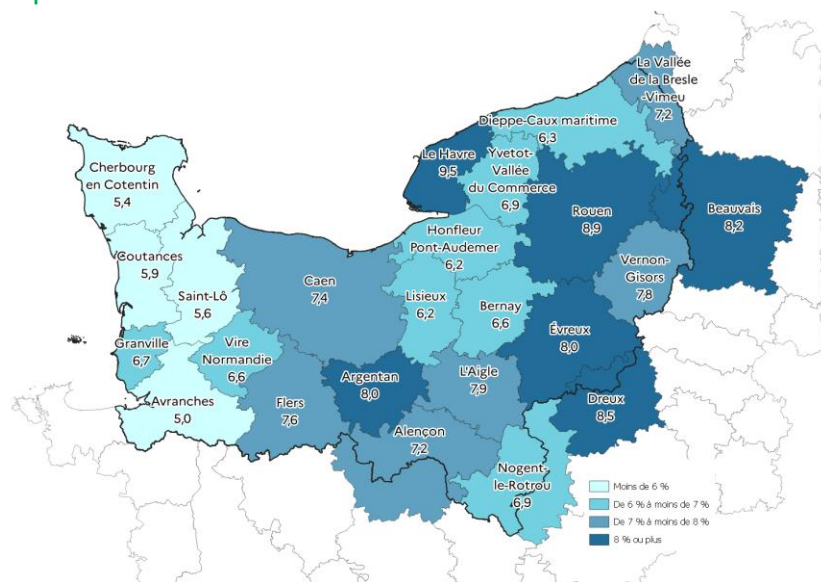 La Vallée
de la Bresle
-Vimeu
7,2
Dieppe-Caux maritime
6,3
Le Havre
9,5
Yvetot-
Vallée
du Commerce
6,9
Cherbourg
en Cotentin
5,4
Rouen
8,9
Beauvais
8,2
Honfleur
Pont-Audemer
6,2
Coutances
5,9
Vernon-
Gisors
7,8
Caen
7,4
Saint-Lô
5,6
Lisieux
6,2
Bernay
6,6
Évreux
8,0
Granville
6,7
Vire
Normandie
6,6
Argentan
8,0
L'Aigle
7,9
Avranches
5,0
Flers
7,6
Dreux
8,5
Alençon
7,2
Nogent-
le-Rotrou
6,9
Moins de 6 %
De 6 % à moins de 7 %
De 7 % à moins de 8 %
8 % ou plus